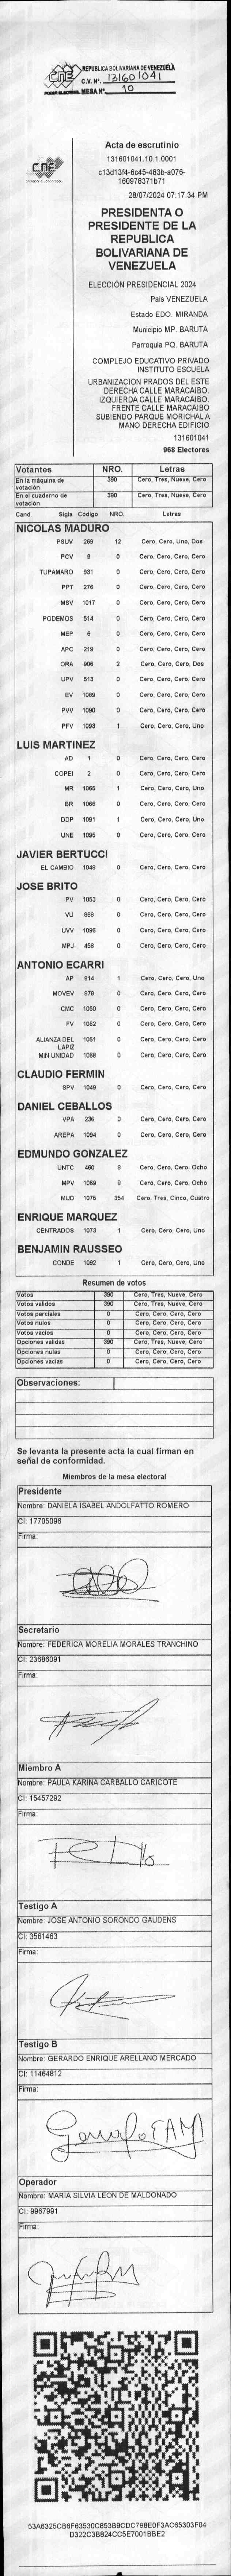 REPUBLICA BOLIVARIANA DE VENEZUELA
CNE
C.V. Nº. 131601041
PODER ELECTORAL MESA Nº 10
Acta de escrutinio
131601041.10.1.0001
CNE
c13d13f4-6c45-483b-a076-
160978371b71
28/07/2024 07:17:34 PM
PRESIDENTA O
PRESIDENTE DE LA
REPUBLICA
BOLIVARIANA DE
VENEZUELA
ELECCIÓN PRESIDENCIAL 2024
País VENEZUELA
Estado EDO. MIRANDA
Municipio MP. BARUTA
Parroquia PQ. BARUTA
COMPLEJO EDUCATIVO PRIVADO
INSTITUTO ESCUELA
URBANIZACION PRADOS DEL ESTE
DERECHA CALLE MARACAIBO.
IZQUIERDA CALLE MARACAIBO.
FRENTE CALLE MARACAIBO
SUBIENDO PARQUE MORICHAL A
MANO DERECHA EDIFICIO
131601041
968 Electores
Votantes NRO. Letras
En la máquina de votación 390 Cero, Tres, Nueve, Cero
En el cuaderno de votación 390 Cero, Tres, Nueve, Cero
Cand. Sigla Código NRO. Letras
NICOLAS MADURO
PSUV 269 12 Cero, Cero, Uno, Dos
PCV 9 0 Cero, Cero, Cero, Cero
TUPAMARO 931 0 Cero, Cero, Cero, Cero
PPT 276 0 Cero, Cero, Cero, Cero
MSV 1017 0 Cero, Cero, Cero, Cero
PODEMOS 514 0 Cero, Cero, Cero, Cero
MEP 6 0 Cero, Cero, Cero, Cero
APC 219 0 Cero, Cero, Cero, Cero
ORA 906 2 Cero, Cero, Cero, Dos
UPV 513 0 Cero, Cero, Cero, Cero
EV 1089 0 Cero, Cero, Cero, Cero
PVV 1090 0 Cero, Cero, Cero, Cero
PFV 1093 1 Cero, Cero, Cero, Uno
LUIS MARTINEZ
AD 1 0 Cero, Cero, Cero, Cero
COPEI 2 0 Cero, Cero, Cero, Cero
MR 1065 1 Cero, Cero, Cero, Uno
BR 1066 0 Cero, Cero, Cero, Cero
DDP 1091 1 Cero, Cero, Cero, Uno
UNE 1095 0 Cero, Cero, Cero, Cero
JAVIER BERTUCCI
EL CAMBIO 1048 0 Cero, Cero, Cero, Cero
JOSE BRITO
PV 1053 0 Cero, Cero, Cero, Cero
VU 868 0 Cero, Cero, Cero, Cero
UVV 1096 0 Cero, Cero, Cero, Cero
MPJ 458 0 Cero, Cero, Cero, Cero
ANTONIO ECARRI
AP 814 1 Cero, Cero, Cero, Uno
MOVEV 878 0 Cero, Cero, Cero, Cero
CMC 1050 0 Cero, Cero, Cero, Cero
FV 1052 0 Cero, Cero, Cero, Cero
ALIANZA DEL LAPIZ 1051 0 Cero, Cero, Cero, Cero
MIN UNIDAD 1068 0 Cero, Cero, Cero, Cero
CLAUDIO FERMIN
SPV 1049 0 Cero, Cero, Cero, Cero
DANIEL CEBALLOS
VPA 236 0 Cero, Cero, Cero, Cero
AREPA 1094 0 Cero, Cero, Cero, Cero
EDMUNDO GONZALEZ
UNTC 460 8 Cero, Cero, Cero, Ocho
MPV 1069 8 Cero, Cero, Cero, Ocho
MUD 1075 354 Cero, Tres, Cinco, Cuatro
ENRIQUE MARQUEZ
CENTRADOS 1073 1 Cero, Cero, Cero, Uno
BENJAMIN RAUSSEO
CONDE 1092 1 Cero, Cero, Cero, Uno
Resumen de votos
Votos 390 Cero, Tres, Nueve, Cero
Votos validos 390 Cero, Tres, Nueve, Cero
Votos parciales 0 Cero, Cero, Cero, Cero
Votos nulos 0 Cero, Cero, Cero, Cero
Votos vacios 0 Cero, Cero, Cero, Cero
Opciones validas 390 Cero, Tres, Nueve, Cero
Opciones nulas 0 Cero, Cero, Cero, Cero
Opciones vacias 0 Cero, Cero, Cero, Cero
Observaciones:
Se levanta la presente acta la cual firman en
señal de conformidad.
Miembros de la mesa electoral
Presidente
Nombre: DANIELA ISABEL ANDOLFATTO ROMERO
CI: 17705096
Firma:
Secretario
Nombre: FEDERICA MORELIA MORALES TRANCHINO
CI: 23686091
Firma:
Miembro A
Nombre: PAULA KARINA CARBALLO CARICOTE
CI: 15457292
Firma:
Testigo A
Nombre: JOSE ANTONIO SORONDO GAUDENS
CI: 3561463
Firma:
Testigo B
Nombre: GERARDO ENRIQUE ARELLANO MERCADO
CI: 11464812
Firma:
Operador
Nombre: MARIA SILVIA LEON DE MALDONADO
CI: 9967991
Firma:
53A6325CB6F63530C853B9CDC798E0F3AC65303F04
D322C3B824CC5E7001BBE2